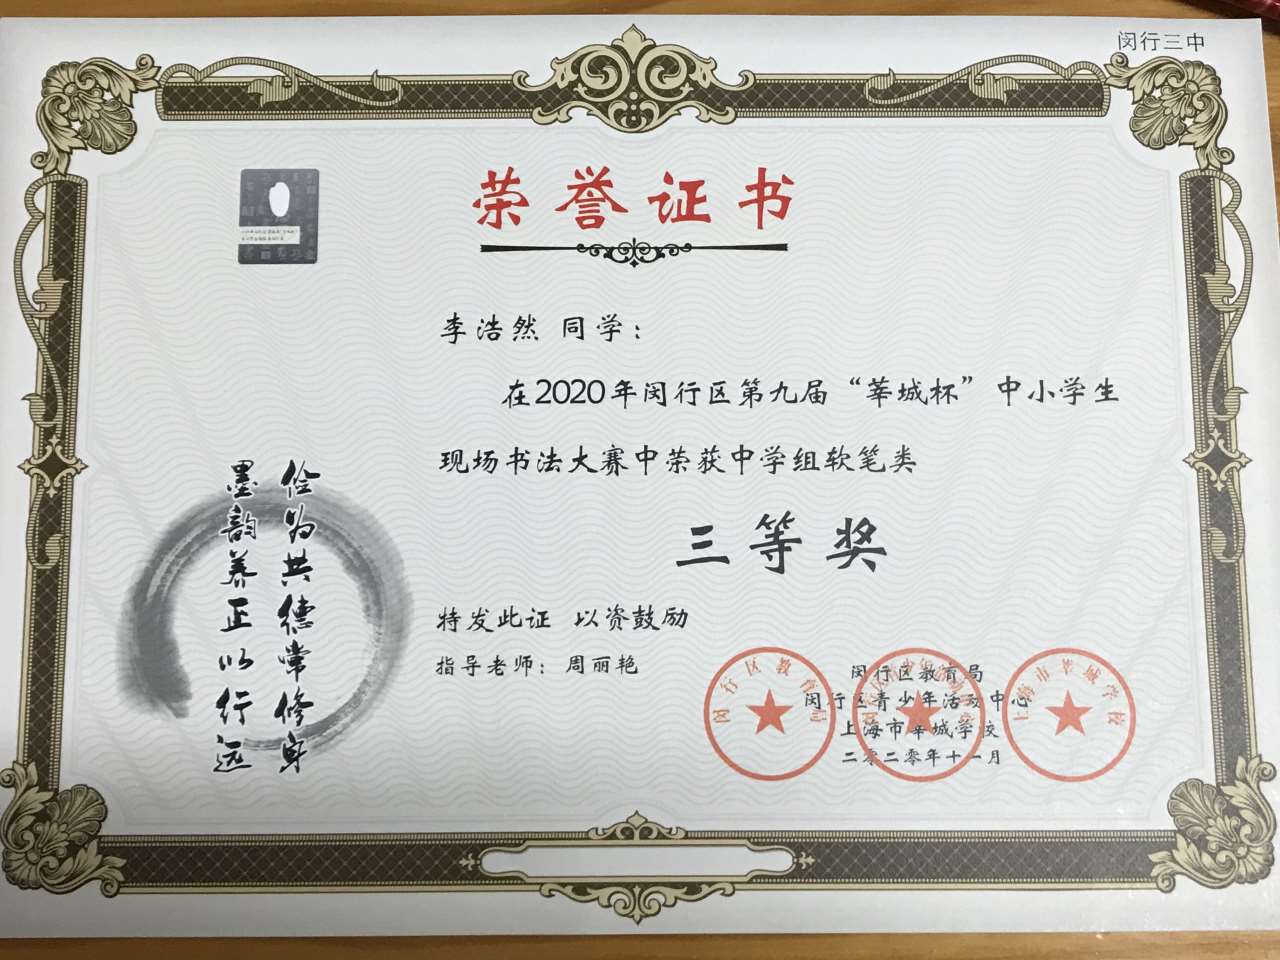 闵行三中
荣誉证书
李浩然 同学：
在2020年闵行区第九届“莘城杯”中小学生
现场书法大赛中荣获中学组软笔类
三等奖
特发此证 以资鼓励
指导老师：周丽艳
闵行区教育局
闵行区青少年活动中心
上海市莘城学校
二零二零年十一月
闵行区教育局
上海市莘城学校
俭为共德常修身
墨韵养正以行远